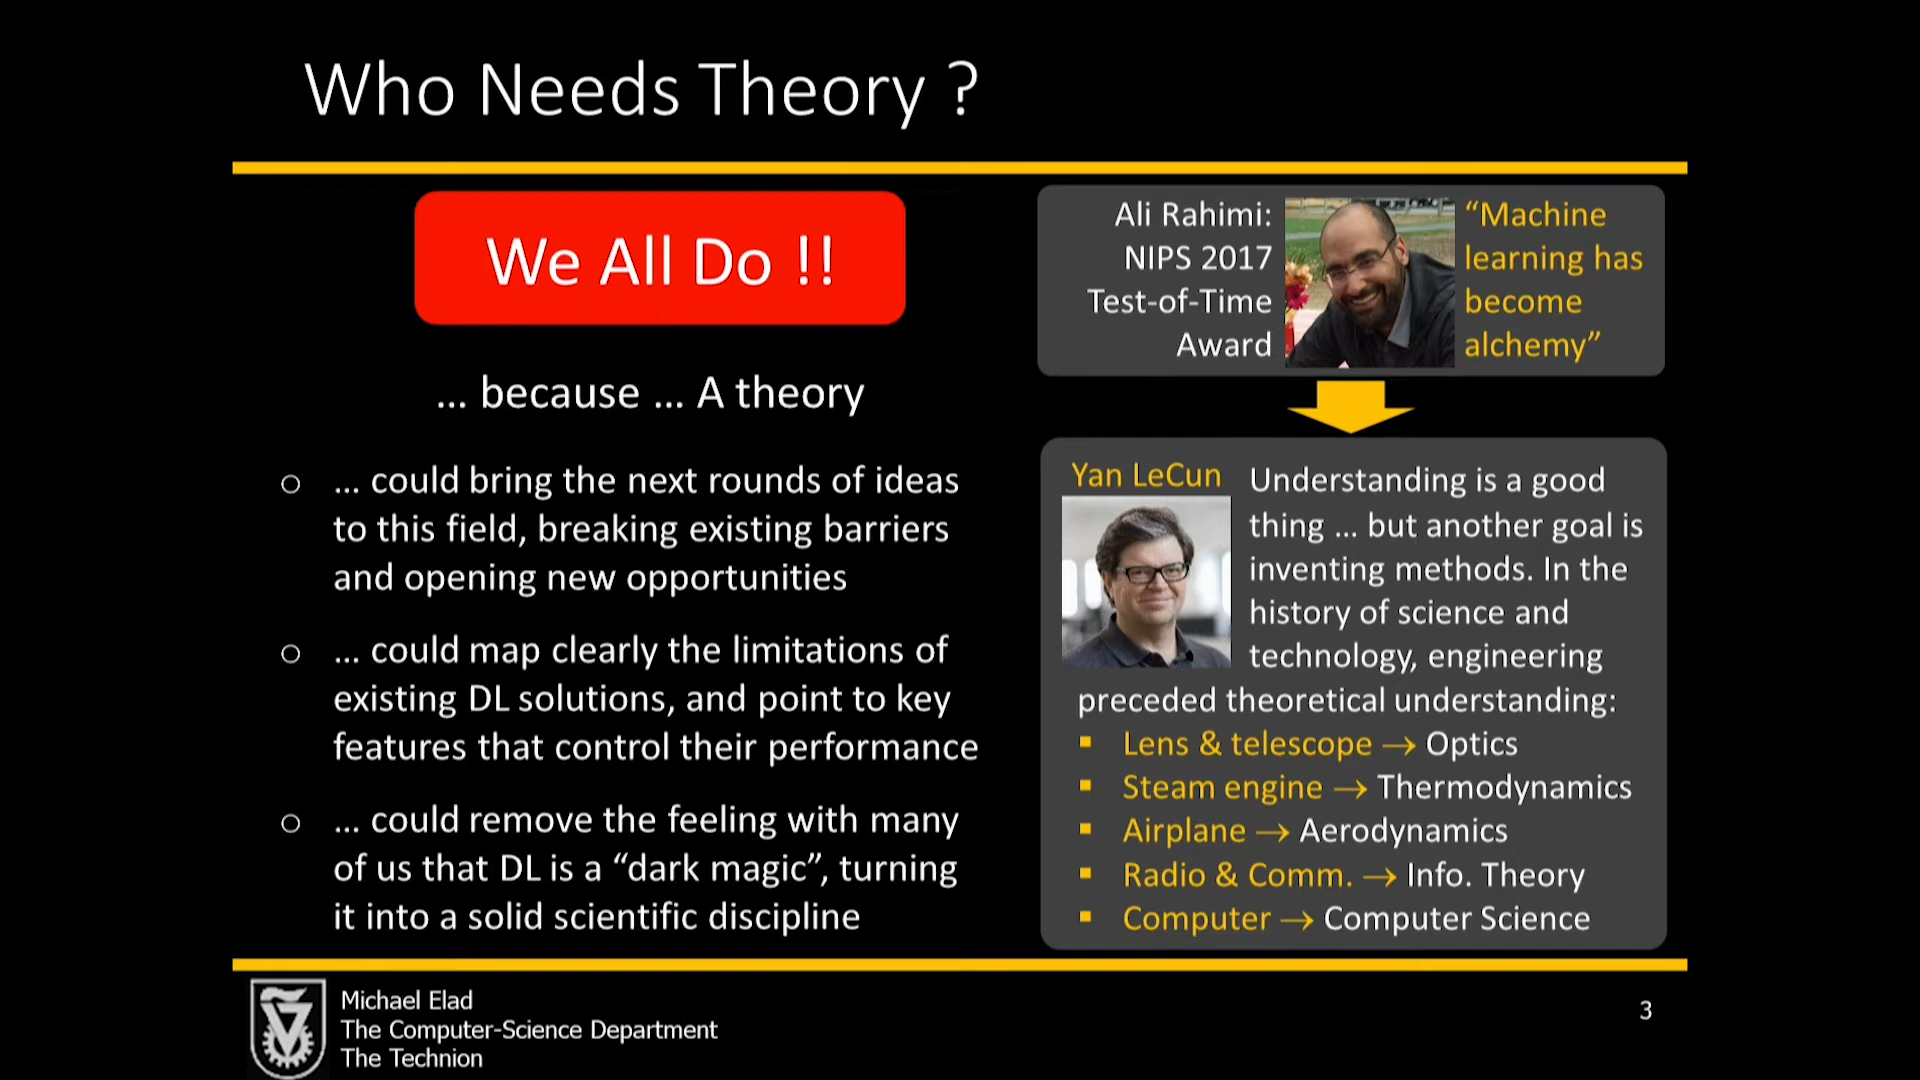 Who Needs Theory ?
We All Do !!
... because ... A theory
... could bring the next rounds of ideas
to this field, breaking existing barriers
and opening new opportunities
... could map clearly the limitations of
existing DL solutions, and point to key
features that control their performance
... could remove the feeling with many
of us that DL is a “dark magic”, turning
it into a solid scientific discipline
Ali Rahimi:
NIPS 2017
Test-of-Time
Award
“Machine
learning has
become
alchemy”
Yan LeCun
Understanding is a good
thing ... but another goal is
inventing methods. In the
history of science and
technology, engineering
preceded theoretical understanding:
Lens & telescope → Optics
Steam engine → Thermodynamics
Airplane → Aerodynamics
Radio & Comm. → Info. Theory
Computer → Computer Science
Michael Elad
The Computer-Science Department
The Technion
3